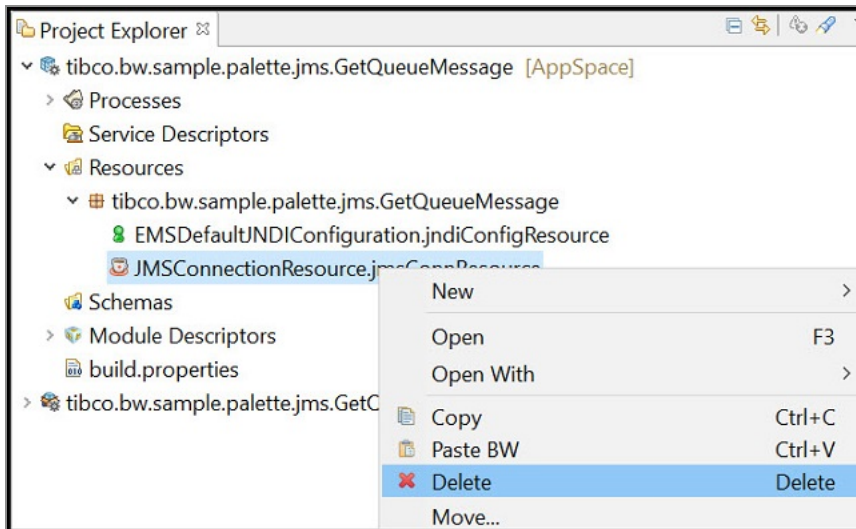 Project Explorer
tibco.bw.sample.palette.jms.GetQueueMessage [AppSpace]
Processes
Service Descriptors
Resources
tibco.bw.sample.palette.jms.GetQueueMessage
EMSDefaultJNDIConfiguration.jndiConfigResource
JMSConnectionResource.jmsConnResource
Schemas
Module Descriptors
build.properties
tibco.bw.sample.palette.jms.GetQ
New
Open F3
Open With
Copy Ctrl+C
Paste BW Ctrl+V
Delete Delete
Move...